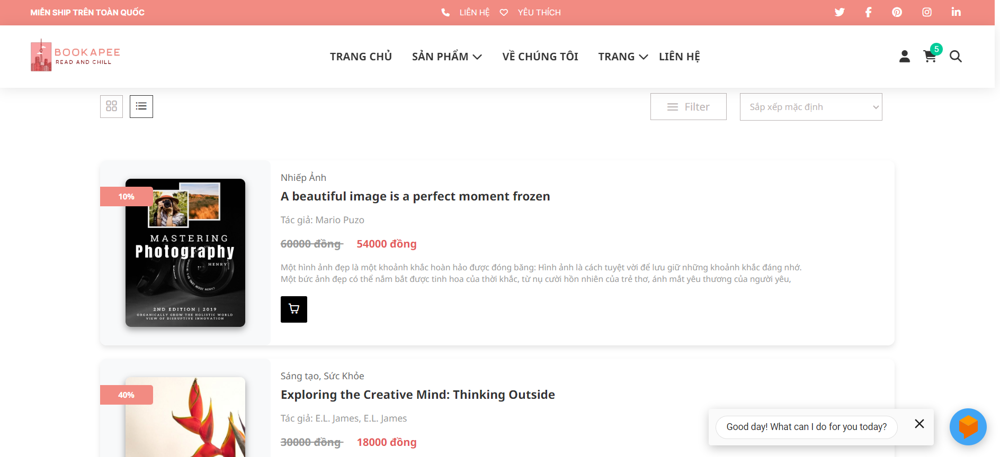 MIỄN SHIP TRÊN TOÀN QUỐC
LIÊN HỆ YÊU THÍCH
BOOKAPEE
READ AND CHILL
TRANG CHỦ SẢN PHẨM VỀ CHÚNG TÔI TRANG LIÊN HỆ
5
Filter
Sắp xếp mặc định
10%
MASTERING
Photography
HENRY
CANON ZOOM LENS
2ND EDITION | 2019
ORGANICALLY GROW THE HOLISTIC WORLD
VIEW OF DISRUPTIVE INNOVATION
Nhiếp Ảnh
A beautiful image is a perfect moment frozen
Tác giả: Mario Puzo
60000 đồng 54000 đồng
Một hình ảnh đẹp là một khoảnh khắc hoàn hảo được đóng băng: Hình ảnh là cách tuyệt vời để lưu giữ những khoảnh khắc đáng nhớ.
Một bức ảnh đẹp có thể nắm bắt được tinh hoa của thời khắc, từ nụ cười hồn nhiên của trẻ thơ, ánh mắt yêu thương của người yêu,
40%
Sáng tạo, Sức Khỏe
Exploring the Creative Mind: Thinking Outside
Tác giả: E.L. James, E.L. James
30000 đồng 18000 đồng
Good day! What can I do for you today?